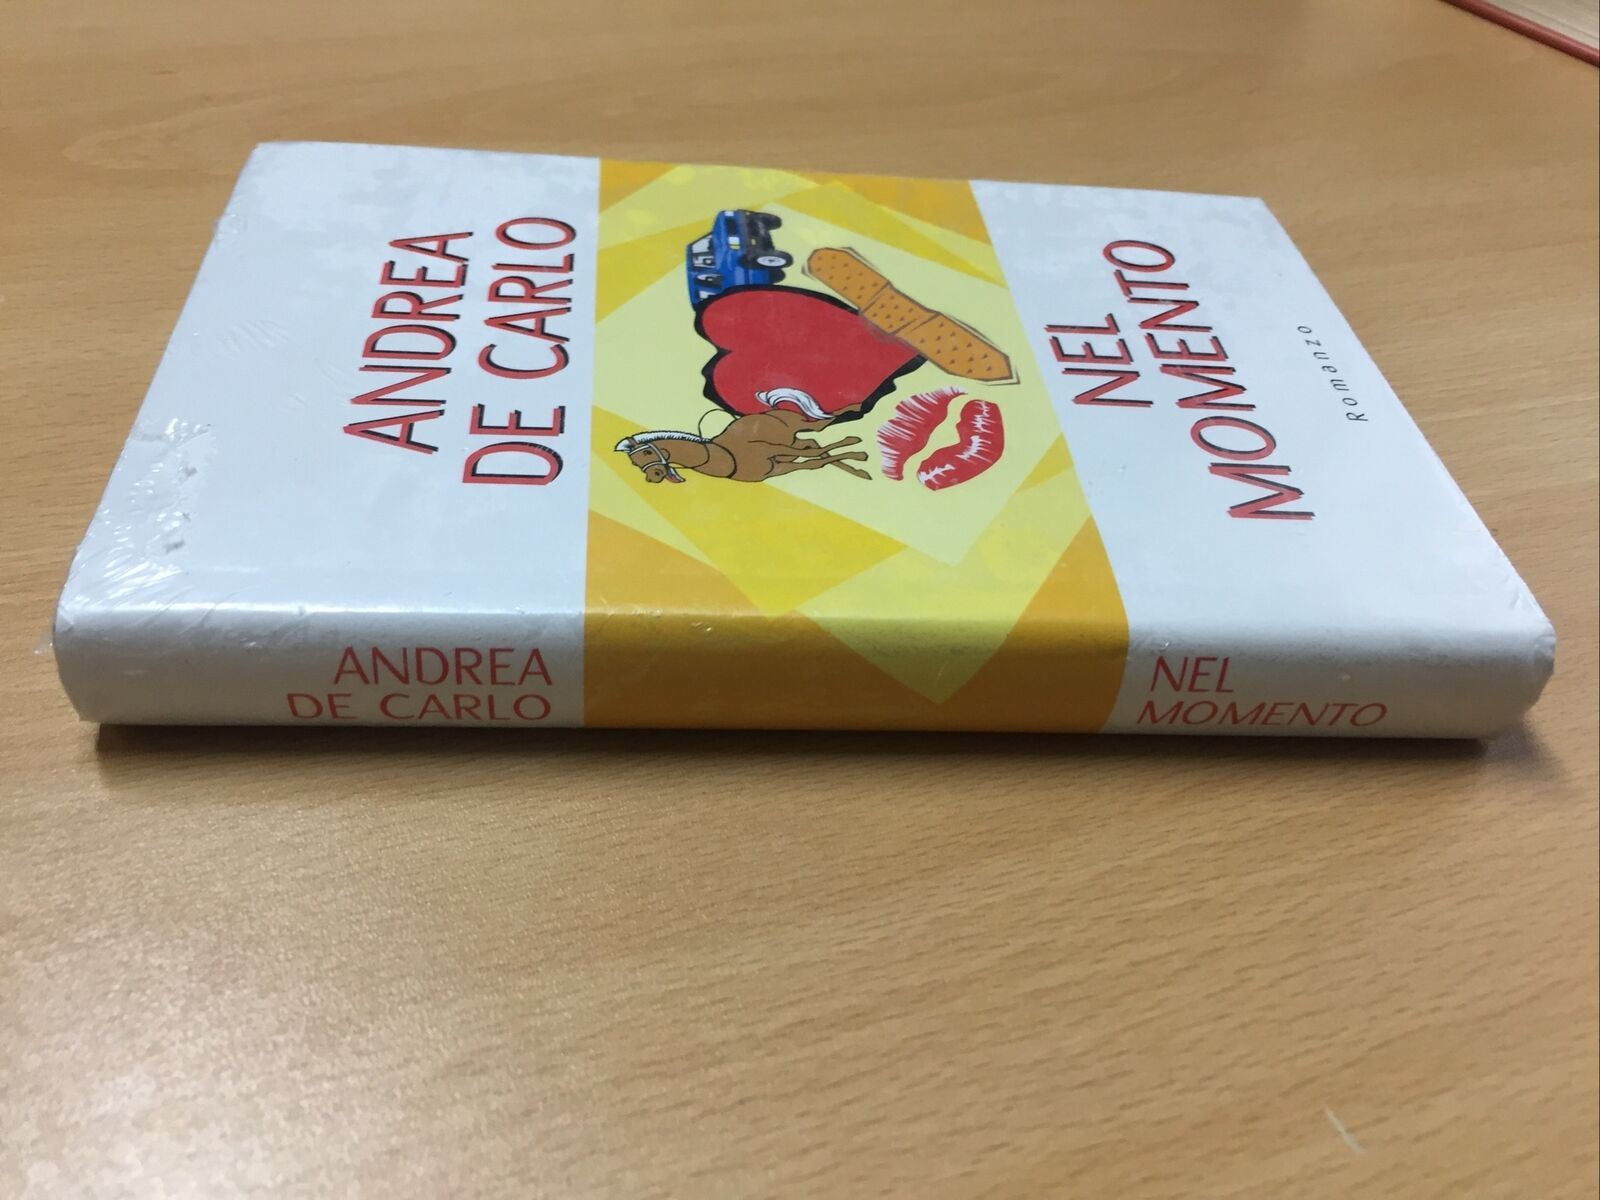 ANDREA
DE CARLO
NEL
MOMENTO
Romanzo
ANDREA
DE CARLO
NEL
MOMENTO